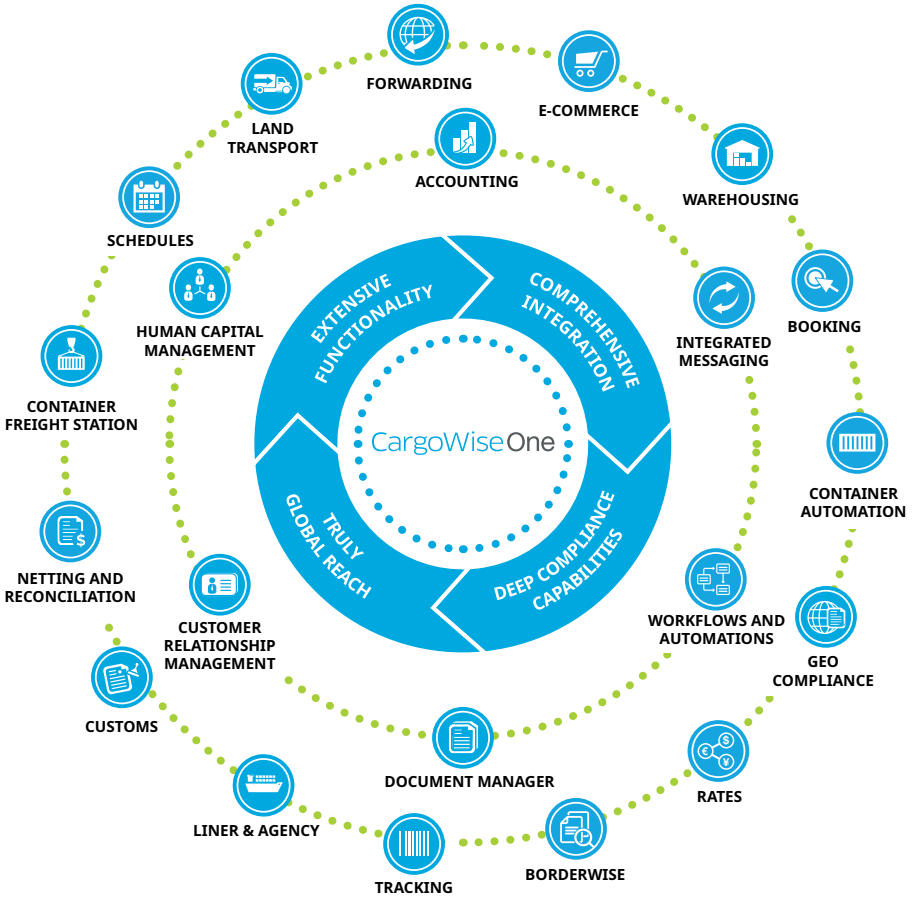 FORWARDING
E-COMMERCE
LAND
TRANSPORT
ACCOUNTING
WAREHOUSING
SCHEDULES
HUMAN CAPITAL
MANAGEMENT
INTEGRATED
MESSAGING
BOOKING
EXTENSIVE
FUNCTIONALITY
COMPREHENSIVE
INTEGRATION
CONTAINER
FREIGHT STATION
CargoWiseOne
CONTAINER
AUTOMATION
TRULY
GLOBAL REACH
DEEP COMPLIANCE
CAPABILITIES
$
NETTING AND
RECONCILIATION
CUSTOMER
RELATIONSHIP
MANAGEMENT
WORKFLOWS AND
AUTOMATIONS
GEO
COMPLIANCE
CUSTOMS
DOCUMENT MANAGER
$
€
¥
RATES
LINER & AGENCY
TRACKING
BORDERWISE